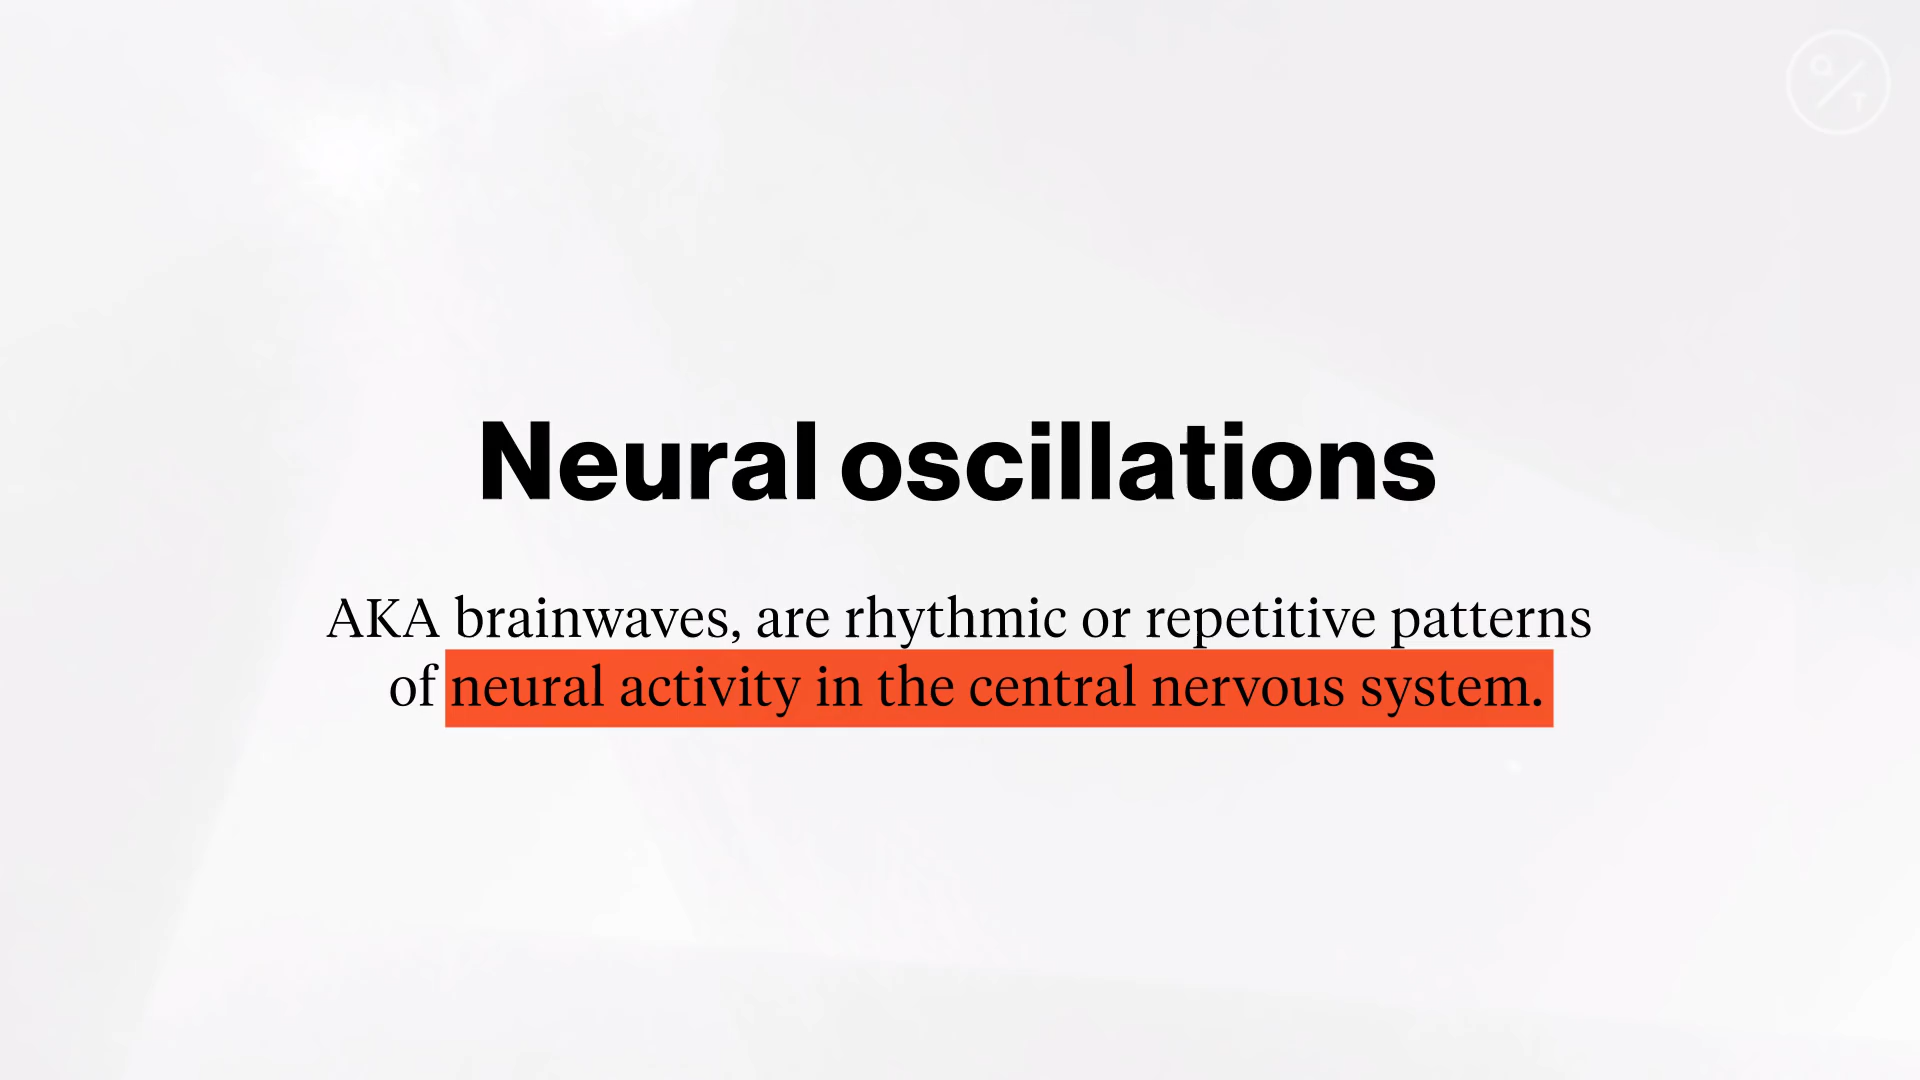 Q/T
Neural oscillations
AKA brainwaves, are rhythmic or repetitive patterns
of neural activity in the central nervous system.